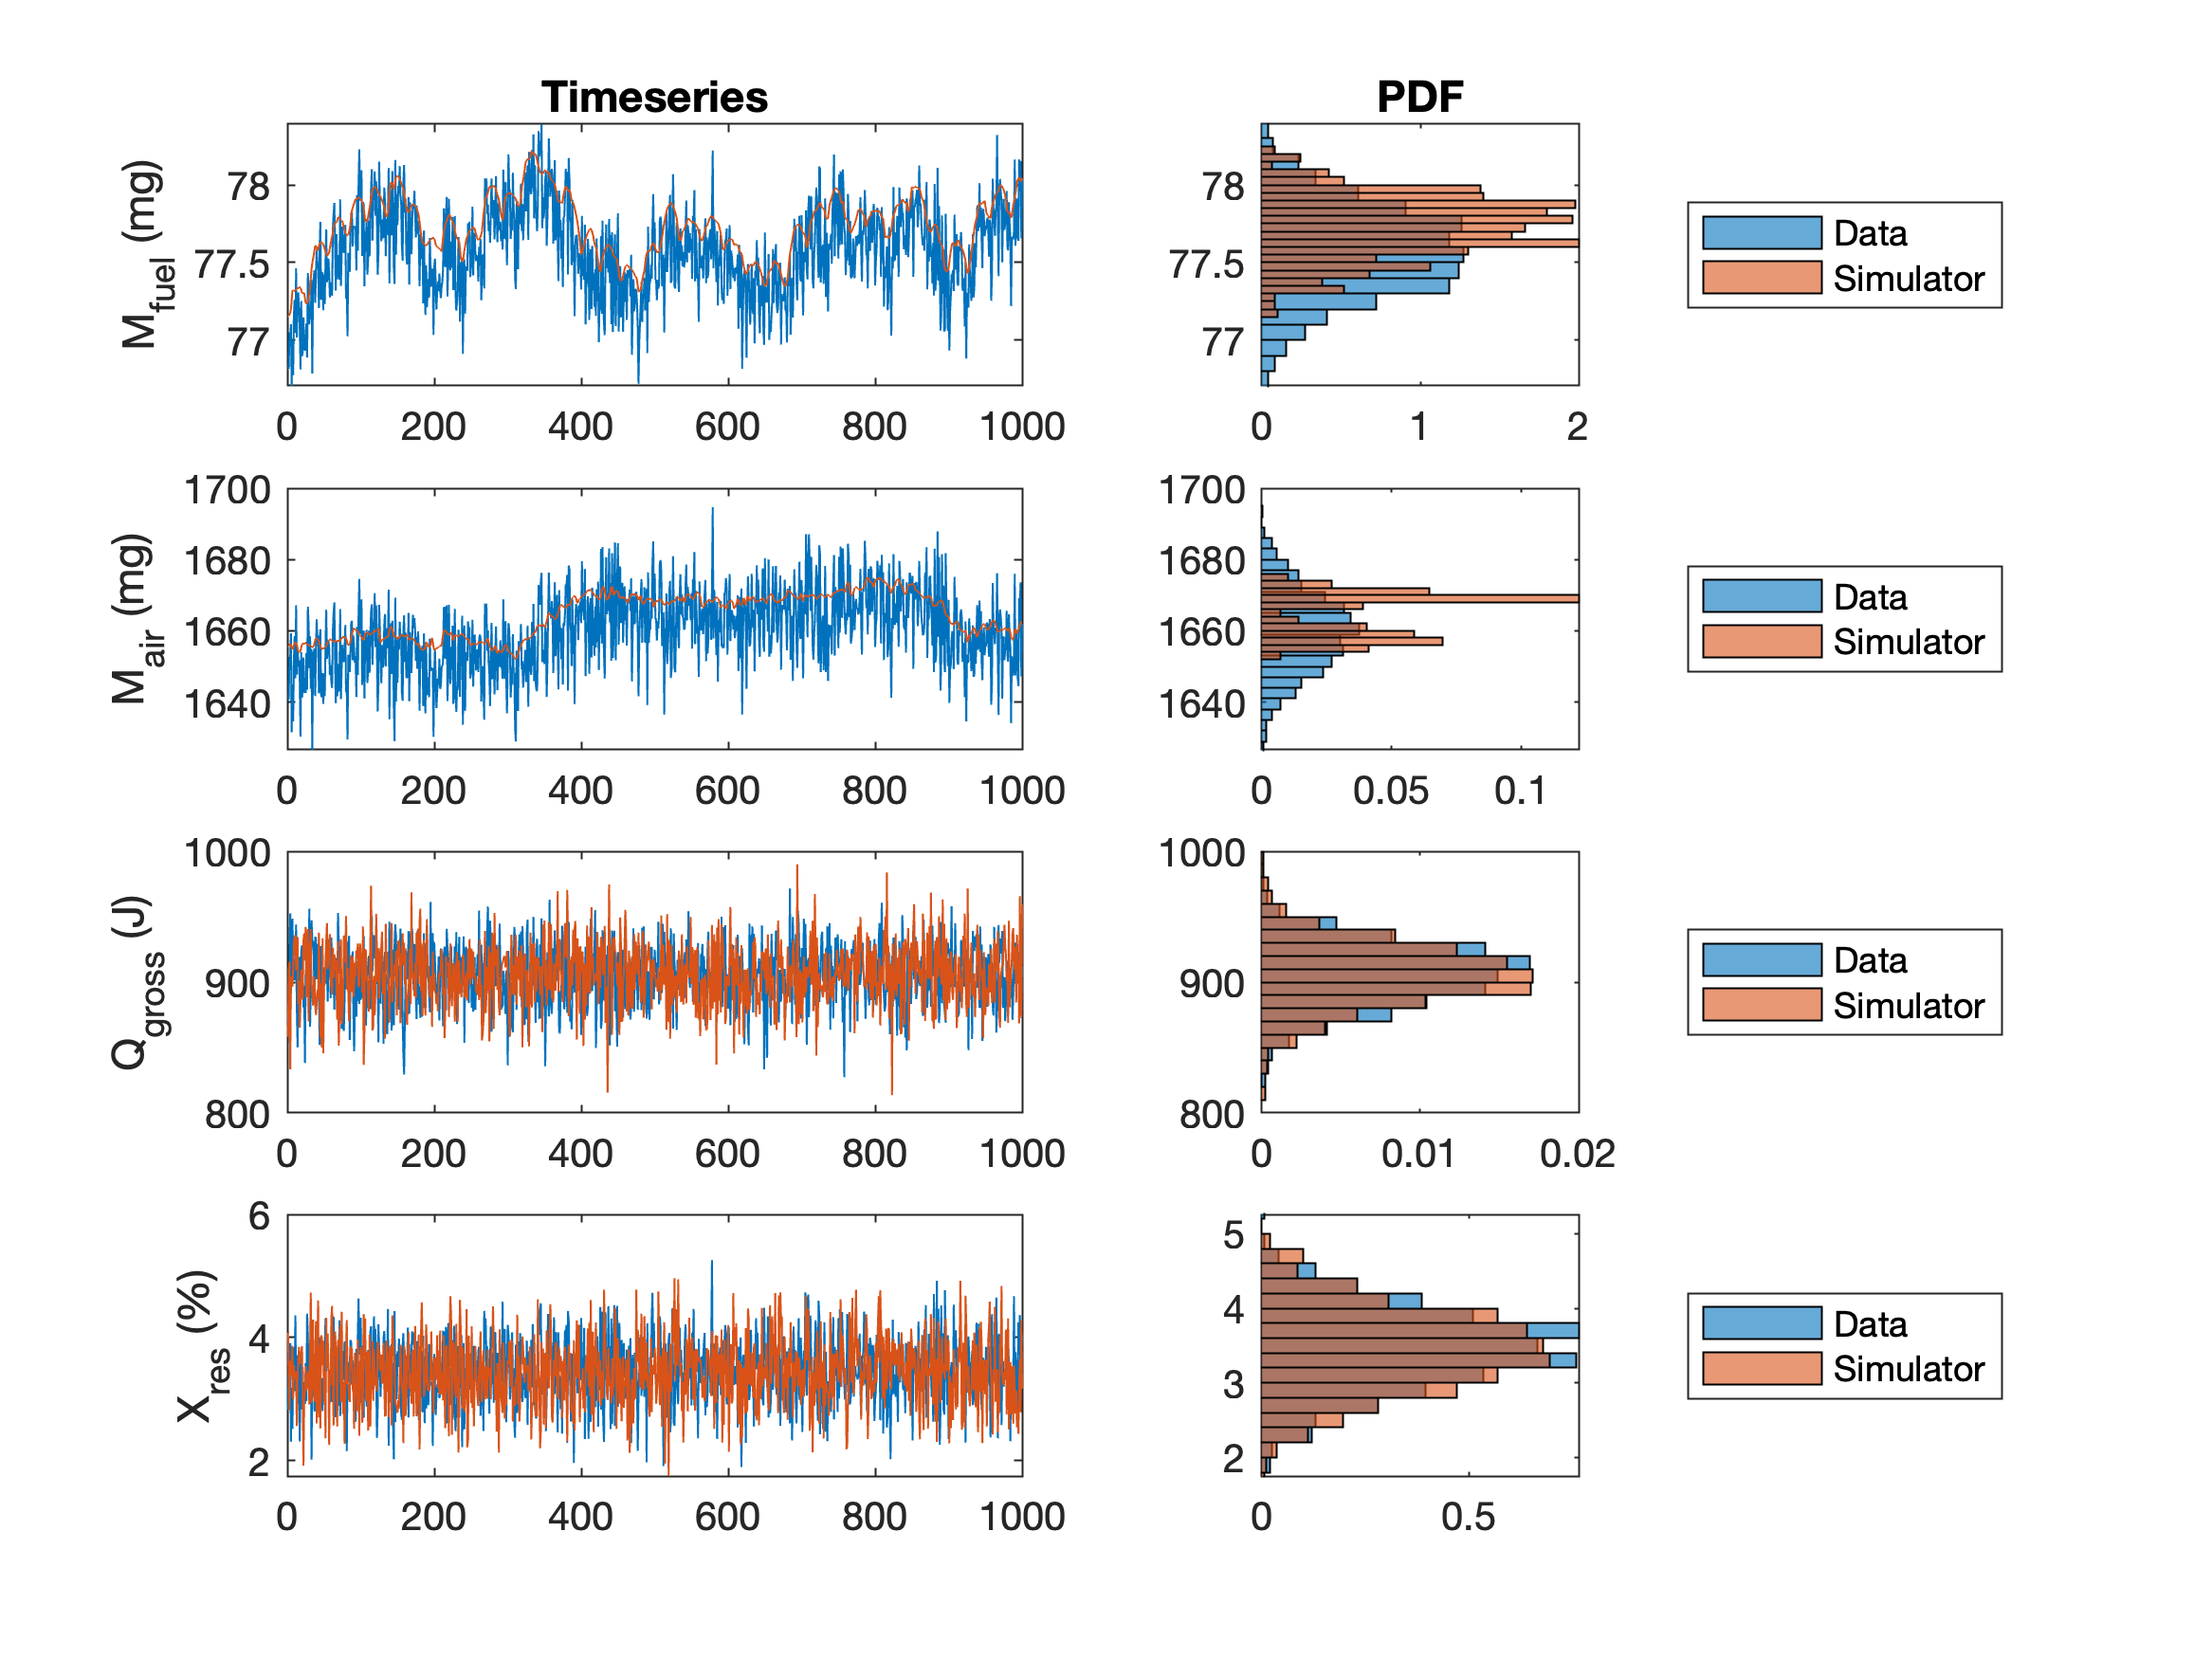 Timeseries
PDF
M_fuel (mg)
78
77.5
77
0 200 400 600 800 1000
78
77.5
77
0 1 2
Data
Simulator
M_air (mg)
1700
1680
1660
1640
0 200 400 600 800 1000
1700
1680
1660
1640
0 0.05 0.1
Data
Simulator
Q_gross (J)
1000
900
800
0 200 400 600 800 1000
1000
900
800
0 0.01 0.02
Data
Simulator
X_res (%)
6
4
2
0 200 400 600 800 1000
5
4
3
2
0 0.5
Data
Simulator